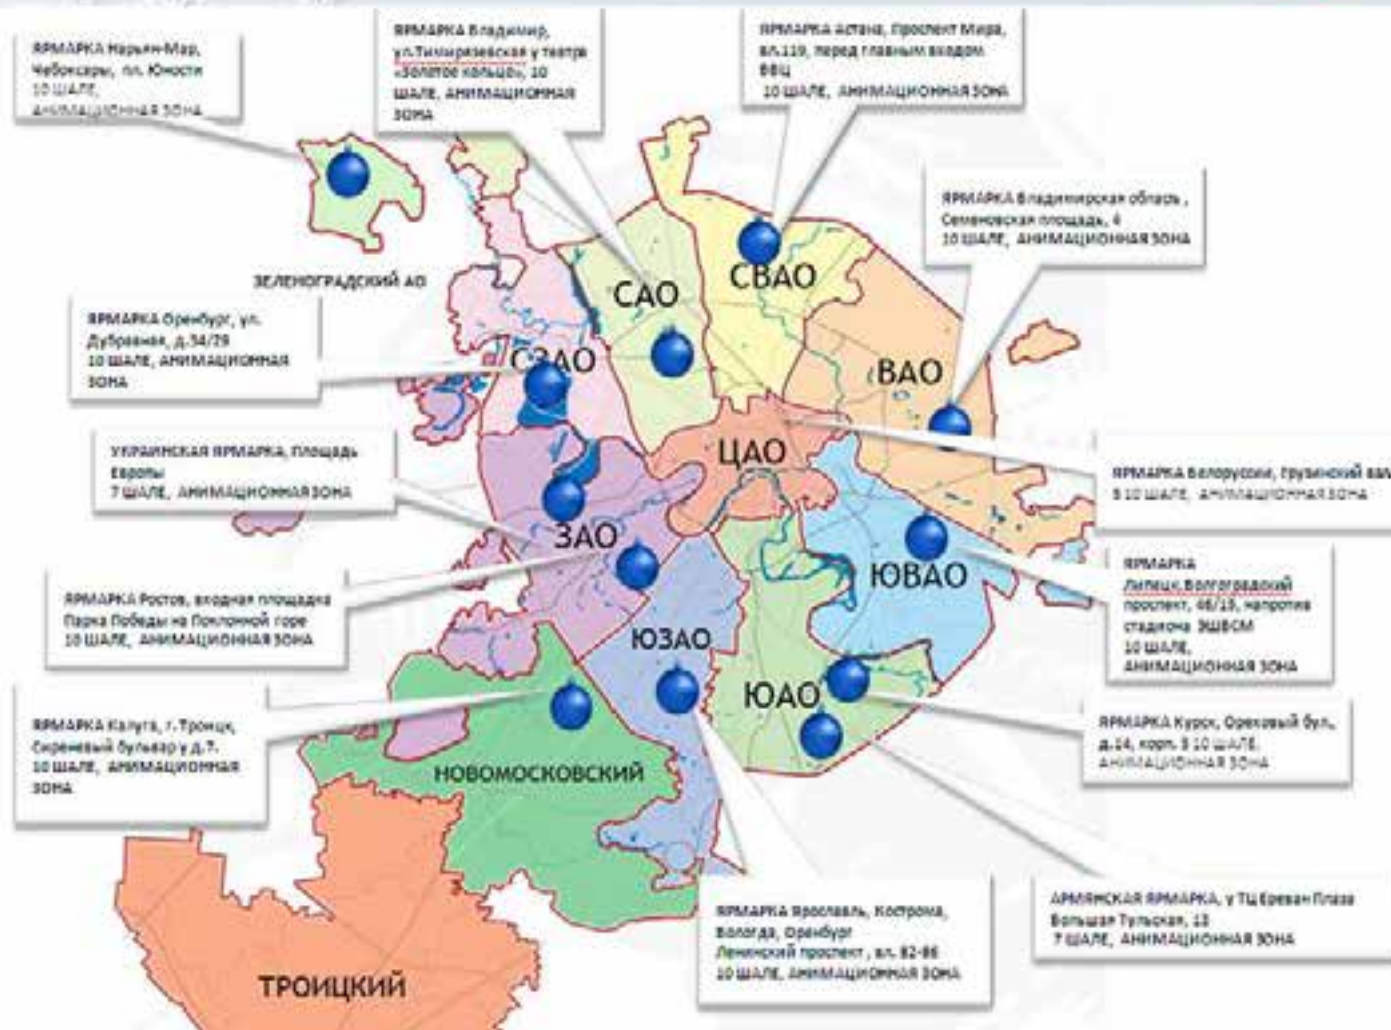 ЯРМАРКА Нарьян-Мар,
Чебоксары, пл. Юности
10 ШАЛЕ,
АНИМАЦИОННАЯ ЗОНА
ЯРМАРКА Владимир,
ул.Тимирязевская у театра
«Золотое кольцо», 10
ШАЛЕ, АНИМАЦИОННАЯ
ЗОНА
ЯРМАРКА Астана, Проспект Мира,
вл.119, перед главным входом
ВВЦ
10 ШАЛЕ, АНИМАЦИОННАЯ ЗОНА
ЯРМАРКА Владимирская область,
Семеновская площадь, 4
10 ШАЛЕ, АНИМАЦИОННАЯ ЗОНА
ЗЕЛЕНОГРАДСКИЙ АО
САО
СВАО
ЯРМАРКА Оренбург, ул.
Дубравная, д.34/29
10 ШАЛЕ, АНИМАЦИОННАЯ
ЗОНА
СЗАО
ВАО
ЦАО
УКРАИНСКАЯ ЯРМАРКА, Площадь
Европы
7 ШАЛЕ, АНИМАЦИОННАЯ ЗОНА
ЯРМАРКА Белоруссии, Грузинский вал
10 ШАЛЕ, АНИМАЦИОННАЯ ЗОНА
ЗАО
ЮВАО
ЯРМАРКА
Липецк,Волгоградский
проспект, 46/15, напротив
стадиона ЭШВСМ
10 ШАЛЕ,
АНИМАЦИОННАЯ ЗОНА
ЯРМАРКА Ростов, входная площадка
Парка Победы на Поклонной горе
10 ШАЛЕ, АНИМАЦИОННАЯ ЗОНА
ЮЗАО
ЮАО
ЯРМАРКА Калуга, г. Троицк,
Сиреневый бульвар у д.7.
10 ШАЛЕ, АНИМАЦИОННАЯ
ЗОНА
ЯРМАРКА Курск, Ореховый бул.,
д.14, корп. 3 10 ШАЛЕ,
АНИМАЦИОННАЯ ЗОНА
НОВОМОСКОВСКИЙ
АРМЯНСКАЯ ЯРМАРКА, у ТЦ Ереван Плаза
Большая Тульская, 13
7 ШАЛЕ, АНИМАЦИОННАЯ ЗОНА
ЯРМАРКА Ярославль, Кострома,
Вологда, Оренбург
Ленинский проспект, вл. 82-86
10 ШАЛЕ, АНИМАЦИОННАЯ ЗОНА
ТРОИЦКИЙ